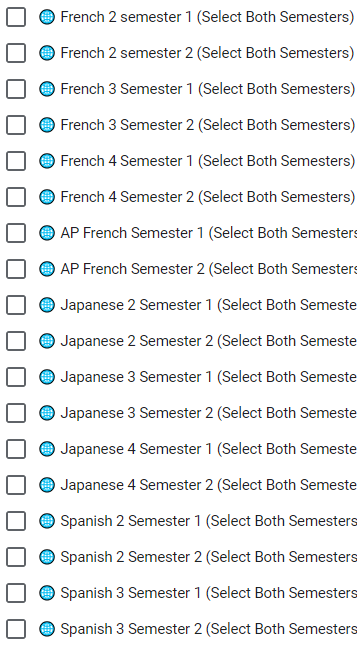 French 2 semester 1 (Select Both Semesters)
French 2 semester 2 (Select Both Semesters)
French 3 Semester 1 (Select Both Semesters)
French 3 Semester 2 (Select Both Semesters)
French 4 Semester 1 (Select Both Semesters)
French 4 Semester 2 (Select Both Semesters)
AP French Semester 1 (Select Both Semesters
AP French Semester 2 (Select Both Semesters
Japanese 2 Semester 1 (Select Both Semeste
Japanese 2 Semester 2 (Select Both Semeste
Japanese 3 Semester 1 (Select Both Semeste
Japanese 3 Semester 2 (Select Both Semeste
Japanese 4 Semester 1 (Select Both Semeste
Japanese 4 Semester 2 (Select Both Semeste
Spanish 2 Semester 1 (Select Both Semesters
Spanish 2 Semester 2 (Select Both Semesters
Spanish 3 Semester 1 (Select Both Semesters
Spanish 3 Semester 2 (Select Both Semesters